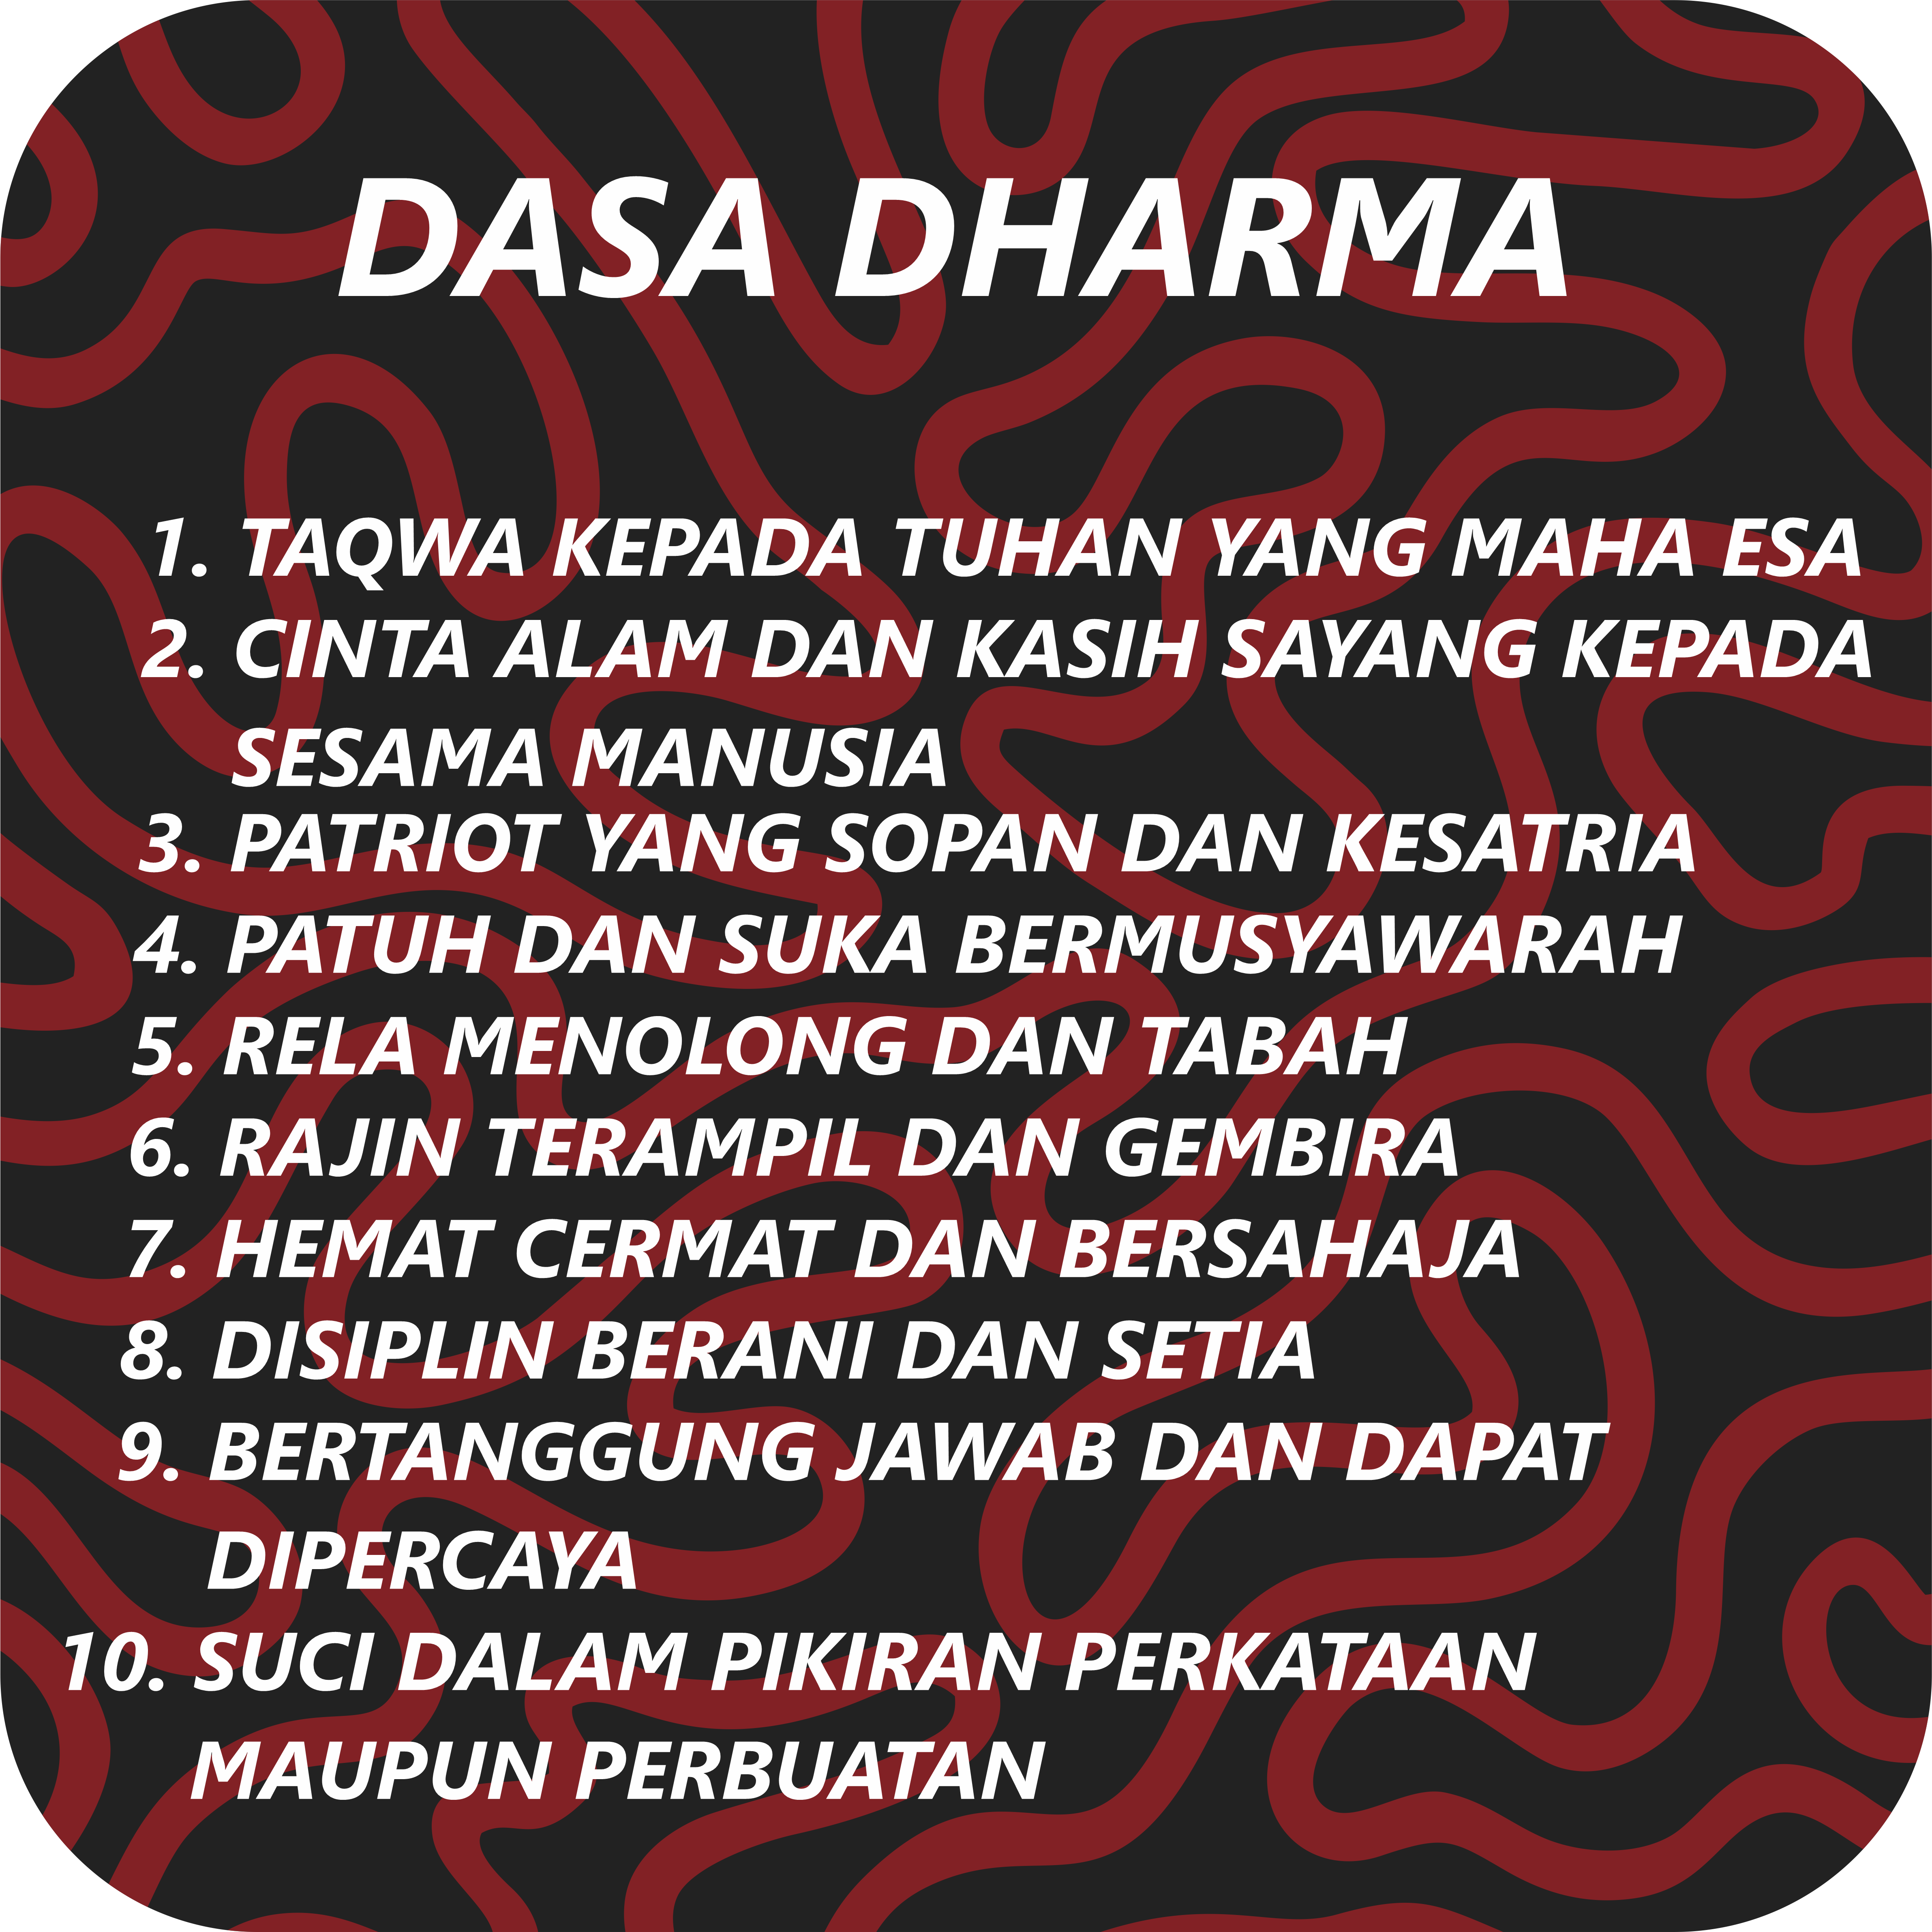 DASA DHARMA
1. TAQWA KEPADA TUHAN YANG MAHA ESA
2. CINTA ALAM DAN KASIH SAYANG KEPADA
SESAMA MANUSIA
3. PATRIOT YANG SOPAN DAN KESATRIA
4. PATUH DAN SUKA BERMUSYAWARAH
5. RELA MENOLONG DAN TABAH
6. RAJIN TERAMPIL DAN GEMBIRA
7. HEMAT CERMAT DAN BERSAHAJA
8. DISIPLIN BERANI DAN SETIA
9. BERTANGGUNG JAWAB DAN DAPAT
DIPERCAYA
10. SUCI DALAM PIKIRAN PERKATAAN
MAUPUN PERBUATAN